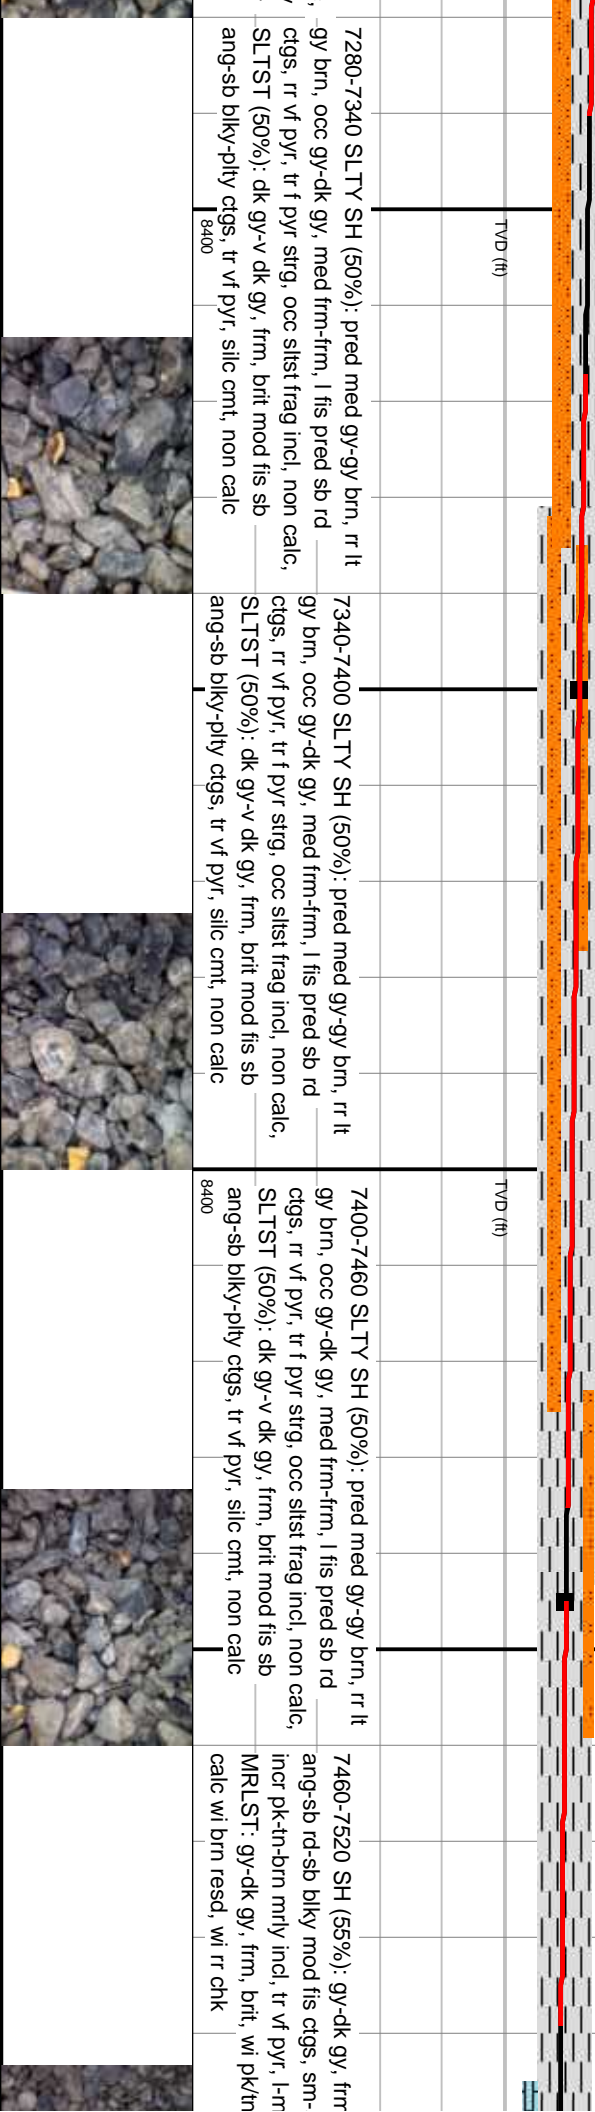 7280-7340 SLTY SH (50%): pred med gy-gy brn, rr lt
gy brn, occ gy-dk gy, med frm-frm, l fis pred sb rd
ctgs, rr vf pyr, tr f pyr strg, occ sltst frag incl, non calc,
SLTST (50%): dk gy-v dk gy, frm, brit mod fis sb
ang-sb blky-plty ctgs, tr vf pyr, silc cmt, non calc
TVD (ft)
8400
7340-7400 SLTY SH (50%): pred med gy-gy brn, rr lt
gy brn, occ gy-dk gy, med frm-frm, l fis pred sb rd
ctgs, rr vf pyr, tr f pyr strg, occ sltst frag incl, non calc,
SLTST (50%): dk gy-v dk gy, frm, brit mod fis sb
ang-sb blky-plty ctgs, tr vf pyr, silc cmt, non calc
TVD (ft)
8400
7400-7460 SLTY SH (50%): pred med gy-gy brn, rr lt
gy brn, occ gy-dk gy, med frm-frm, l fis pred sb rd
ctgs, rr vf pyr, tr f pyr strg, occ sltst frag incl, non calc,
SLTST (50%): dk gy-v dk gy, frm, brit mod fis sb
ang-sb blky-plty ctgs, tr vf pyr, silc cmt, non calc
7460-7520 SH (55%): gy-dk gy, frm
ang-sb rd-sb blky mod fis ctgs, sm-
incr pk-tn-brn mrly incl, tr vf pyr, l-m
MRLST: gy-dk gy, frm, brit, wi pk/tn
calc wi brn resd, wi rr chk